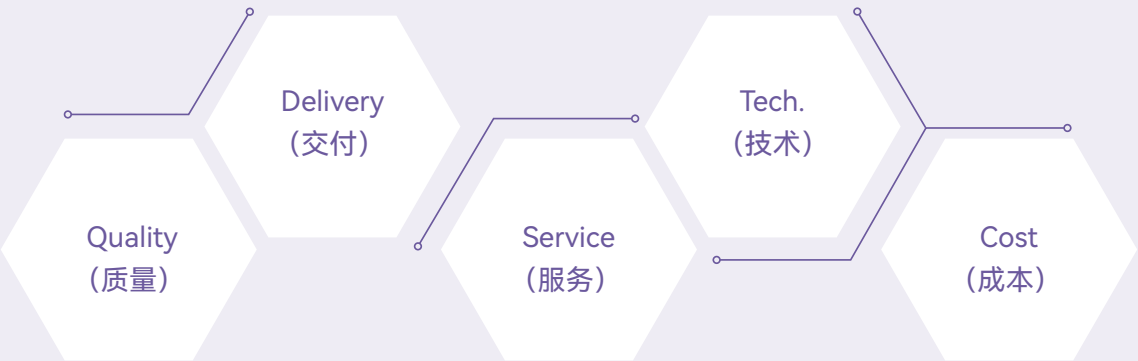 Quality
（质量）
Delivery
（交付）
Service
（服务）
Tech.
（技术）
Cost
（成本）